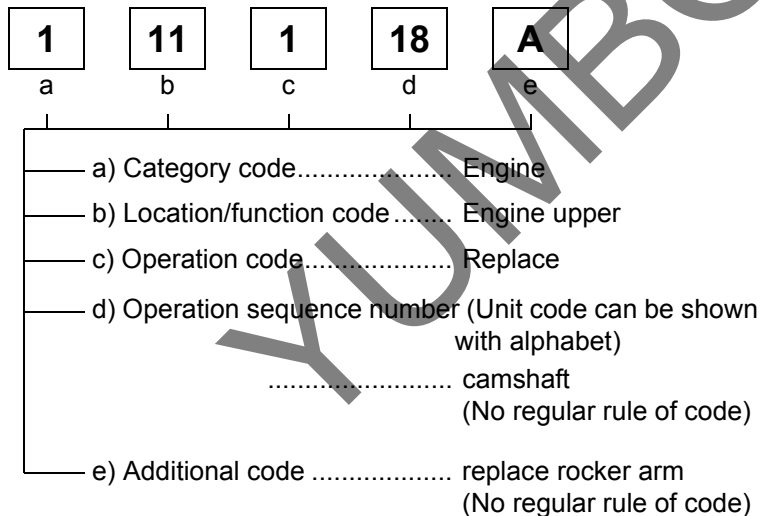 1 11 1 18 A
a b c d e
a) Category code..................... Engine
b) Location/function code........ Engine upper
c) Operation code..................... Replace
d) Operation sequence number (Unit code can be shown
with alphabet)
.......................... camshaft
(No regular rule of code)
e) Additional code .................... replace rocker arm
(No regular rule of code)